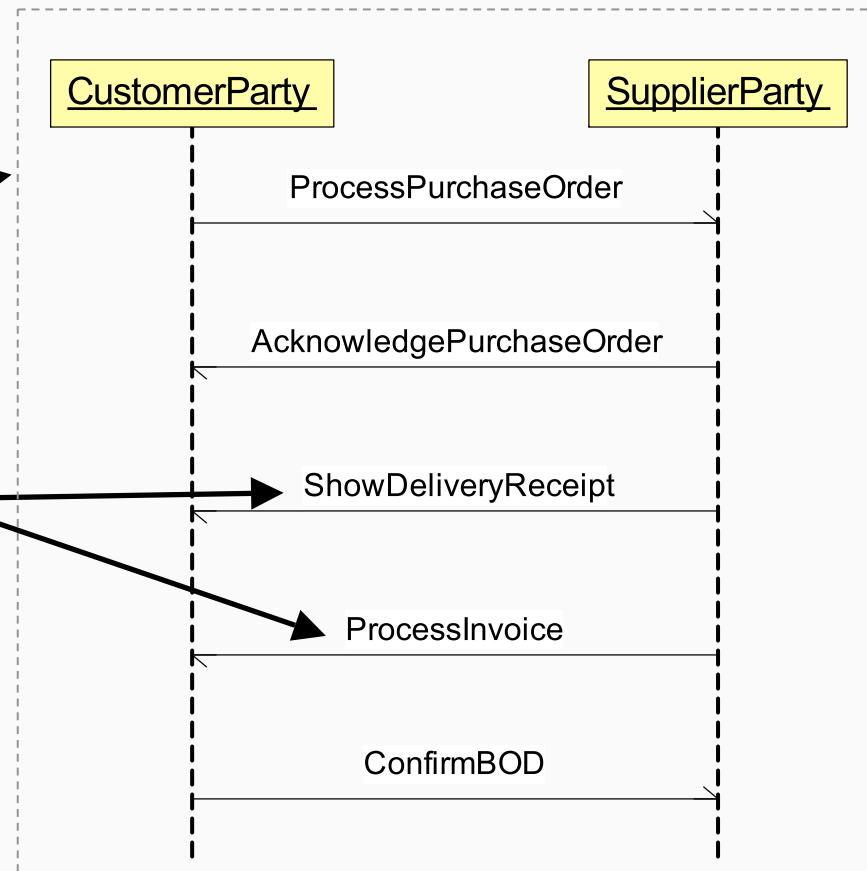 CustomerParty
SupplierParty
ProcessPurchaseOrder
AcknowledgePurchaseOrder
ShowDeliveryReceipt
ProcessInvoice
ConfirmBOD